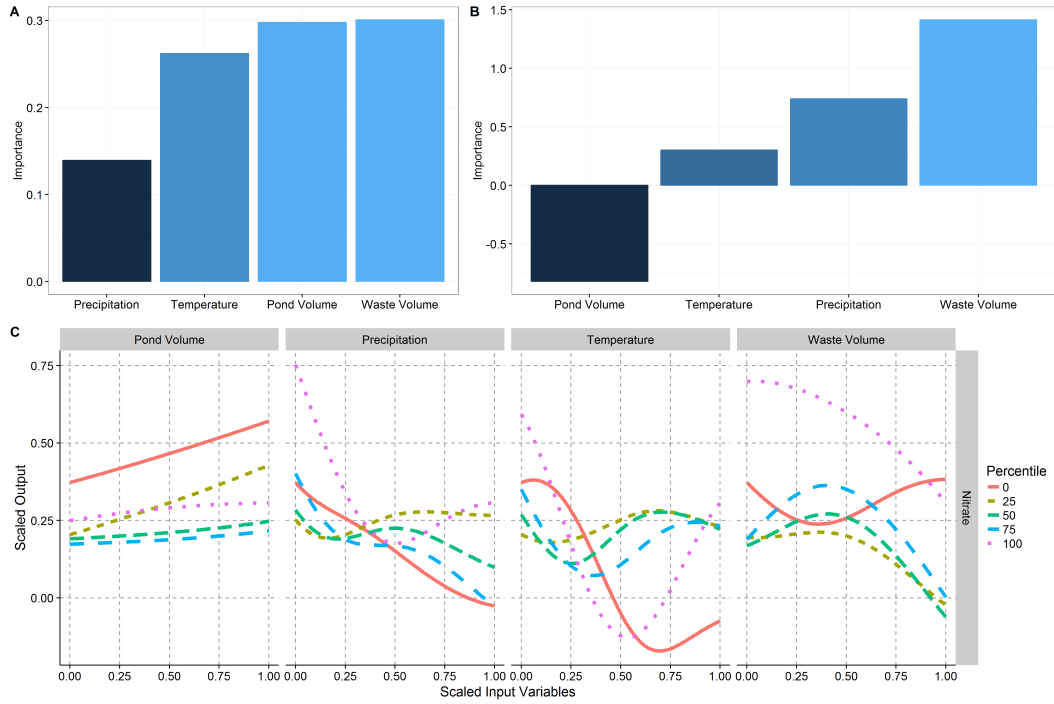 A
Importance
0.3
0.2
0.1
0.0
Precipitation Temperature Pond Volume Waste Volume
B
Importance
1.5
1.0
0.5
0.0
-0.5
Pond Volume Temperature Precipitation Waste Volume
C
Pond Volume Precipitation Temperature Waste Volume
Scaled Output
0.75
0.50
0.25
0.00
Nitrate
0.00 0.25 0.50 0.75 1.00 0.00 0.25 0.50 0.75 1.00 0.00 0.25 0.50 0.75 1.00 0.00 0.25 0.50 0.75 1.00
Scaled Input Variables
Percentile
0
25
50
75
100